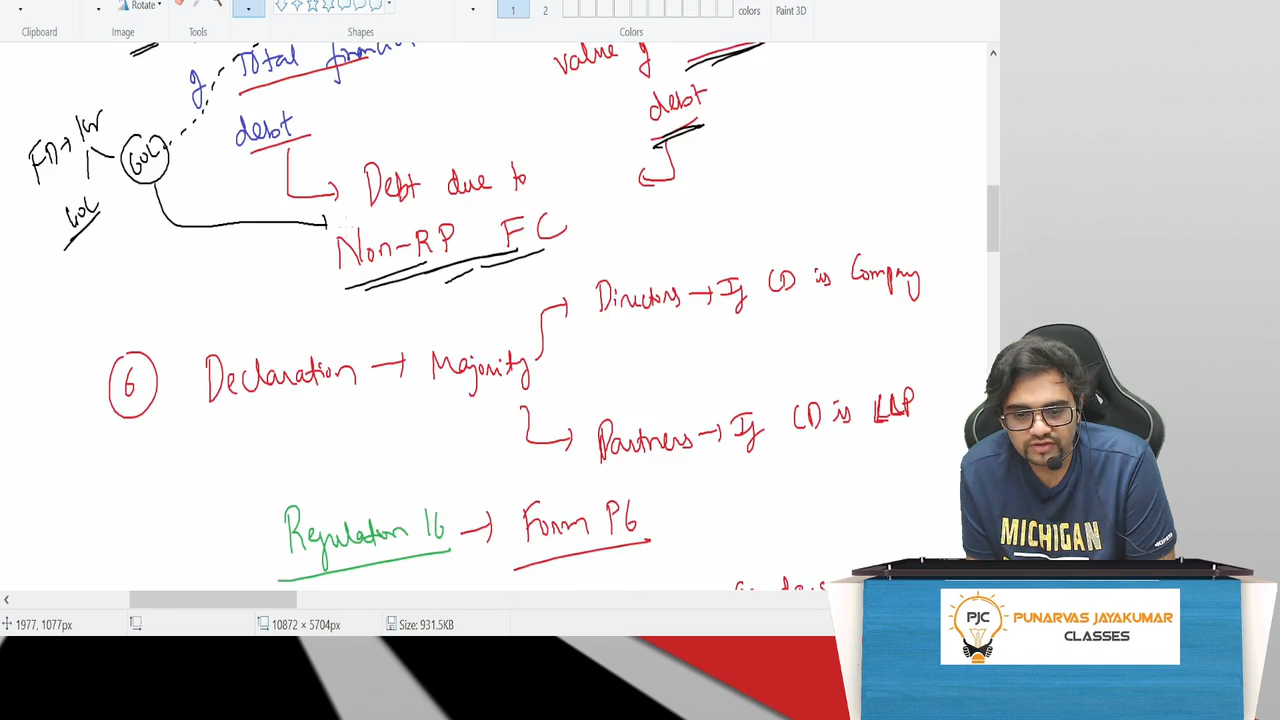 Rotate
Clipboard Image Tools Shapes
1 2
colors Paint 3D
Colors
Total
value
debt
debt
GOL
GOL
Debt due to
Non-RP FC
6 Declaration → Majority
Directors → If CD is Company
Partners → If CD is LLP
Regulation 16 → Form P6
1977, 1077px
10872 × 5704px
Size: 931.5KB
MICHIGAN
PJC
PUNARVAS JAYAKUMAR
CLASSES